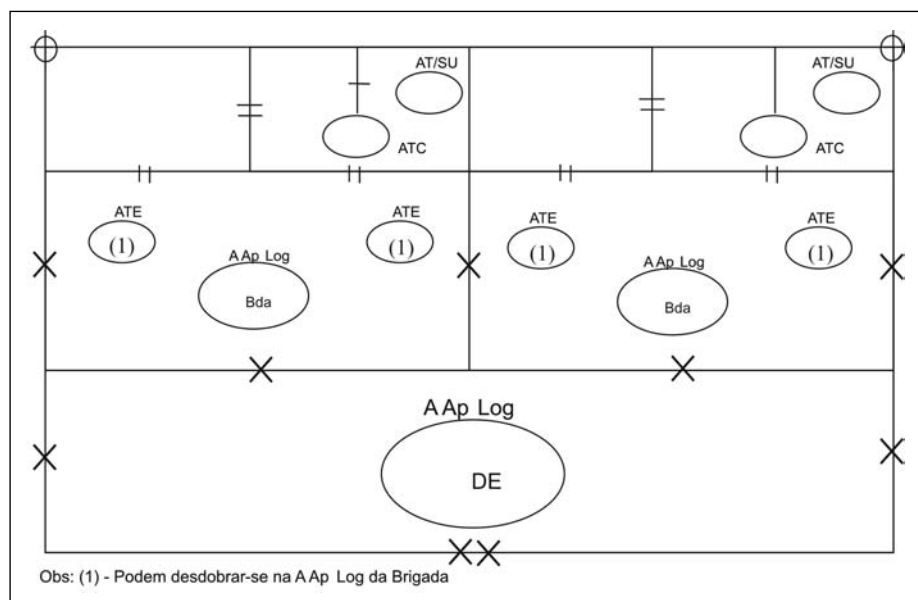 AT/SU
AT/SU
ATC
ATC
ATE
ATE
ATE
ATE
(1)
(1)
(1)
(1)
A Ap Log
A Ap Log
Bda
Bda
A Ap Log
DE
Obs: (1) - Podem desdobrar-se na A Ap Log da Brigada